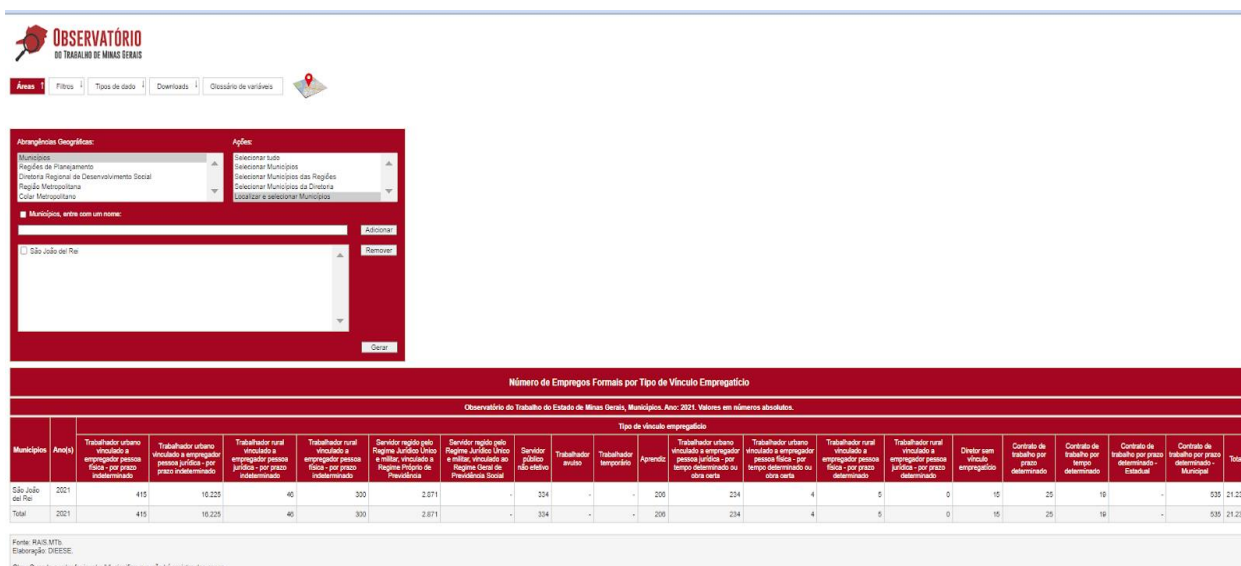 OBSERVATÓRIO
DO TRABALHO DE MINAS GERAIS
Áreas Filtros Tipos de dado Downloads Glossário de variáveis
Abrangências Geográficas: Ações:
Municípios Selecionar tudo
Regiões de Planejamento Selecionar Municípios
Diretoria Regional de Desenvolvimento Social Selecionar Municípios das Regiões
Região Metropolitana Selecionar Municípios da Diretoria
Colar Metropolitano Localizar e selecionar Municípios
Municípios, entre com um nome:
Adicionar
São João del Rei Remover
Gerar
Número de Empregos Formais por Tipo de Vínculo Empregatício
Observatório do Trabalho do Estado de Minas Gerais, Municípios. Ano: 2021. Valores em números absolutos.
Tipo de vínculo empregatício
Municípios
Ano(s)
Trabalhador urbano
vinculado a
empregador pessoa
física - por prazo
indeterminado
Trabalhador urbano
vinculado a empregador
pessoa jurídica - por
prazo indeterminado
Trabalhador rural
vinculado a
empregador pessoa
jurídica - por prazo
indeterminado
Trabalhador rural
vinculado a
empregador pessoa
física - por prazo
indeterminado
Servidor regido pelo
Regime Jurídico Único
e militar, vinculado a
Regime Próprio de
Previdência
Servidor regido pelo
Regime Jurídico Único
e militar, vinculado ao
Regime Geral de
Previdência Social
Servidor
público
não efetivo
Trabalhador
avulso
Trabalhador
temporário
Aprendiz
Trabalhador urbano
vinculado a empregador
pessoa jurídica - por
tempo determinado ou
obra certa
Trabalhador urbano
vinculado a empregador
pessoa física - por
tempo determinado ou
obra certa
Trabalhador rural
vinculado a
empregador pessoa
física - por prazo
determinado
Trabalhador rural
vinculado a
empregador pessoa
jurídica - por prazo
determinado
Diretor sem
vínculo
empregatício
Contrato de
trabalho por
prazo
determinado
Contrato de
trabalho por
tempo
determinado
Contrato de
trabalho por prazo
determinado -
Estadual
Contrato de
trabalho por prazo
determinado -
Municipal
São João del Rei 2021 415 16.225 46 300 2.871 - 334 - - 206 234 4 5 0 15 25 19 - 535 21.23
Total 2021 415 16.225 46 300 2.871 - 334 - - 206 234 4 5 0 15 25 19 - 535 21.23
Fonte: RAIS.MTb.
Elaboração: DIEESE.